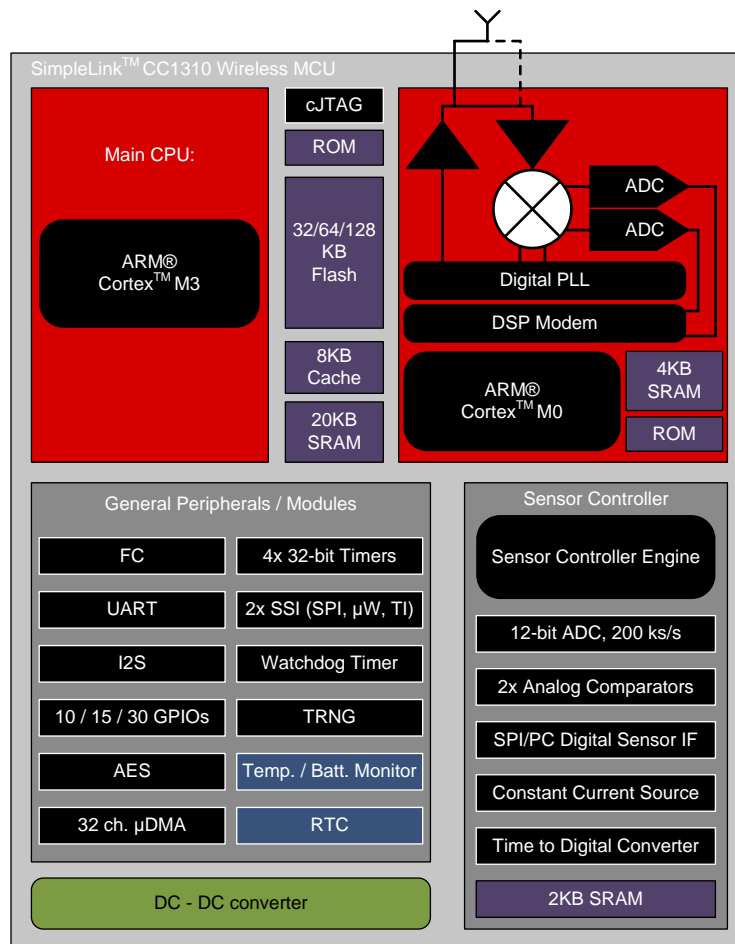 SimpleLink™ CC1310 Wireless MCU
Main CPU:
ARM®
Cortex™ M3
cJTAG
ROM
32/64/128
KB
Flash
8KB
Cache
20KB
SRAM
ADC
ADC
Digital PLL
DSP Modem
ARM®
Cortex™ M0
4KB
SRAM
ROM
General Peripherals / Modules
FC
4x 32-bit Timers
UART
2x SSI (SPI, µW, TI)
I2S
Watchdog Timer
10 / 15 / 30 GPIOs
TRNG
AES
Temp. / Batt. Monitor
32 ch. µDMA
RTC
Sensor Controller
Sensor Controller Engine
12-bit ADC, 200 ks/s
2x Analog Comparators
SPI/PC Digital Sensor IF
Constant Current Source
Time to Digital Converter
2KB SRAM
DC - DC converter